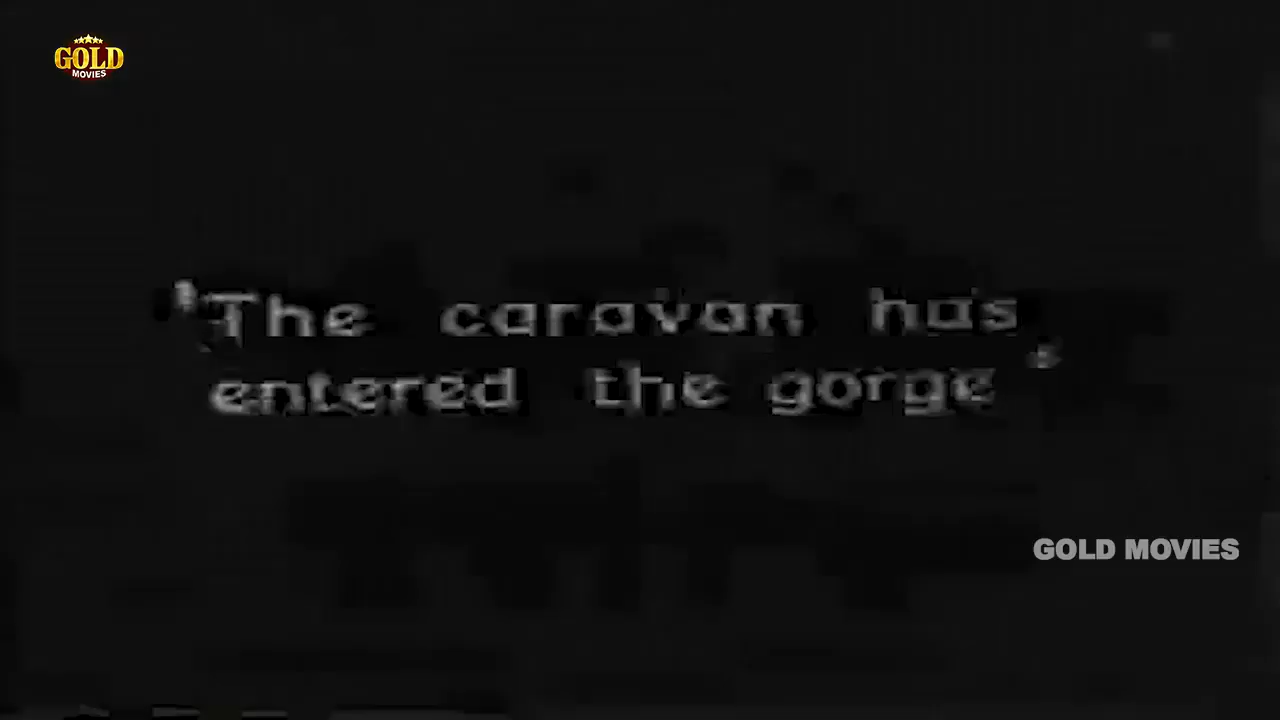 GOLD
MOVIES
"The caravan has
entered the gorge"
GOLD MOVIES